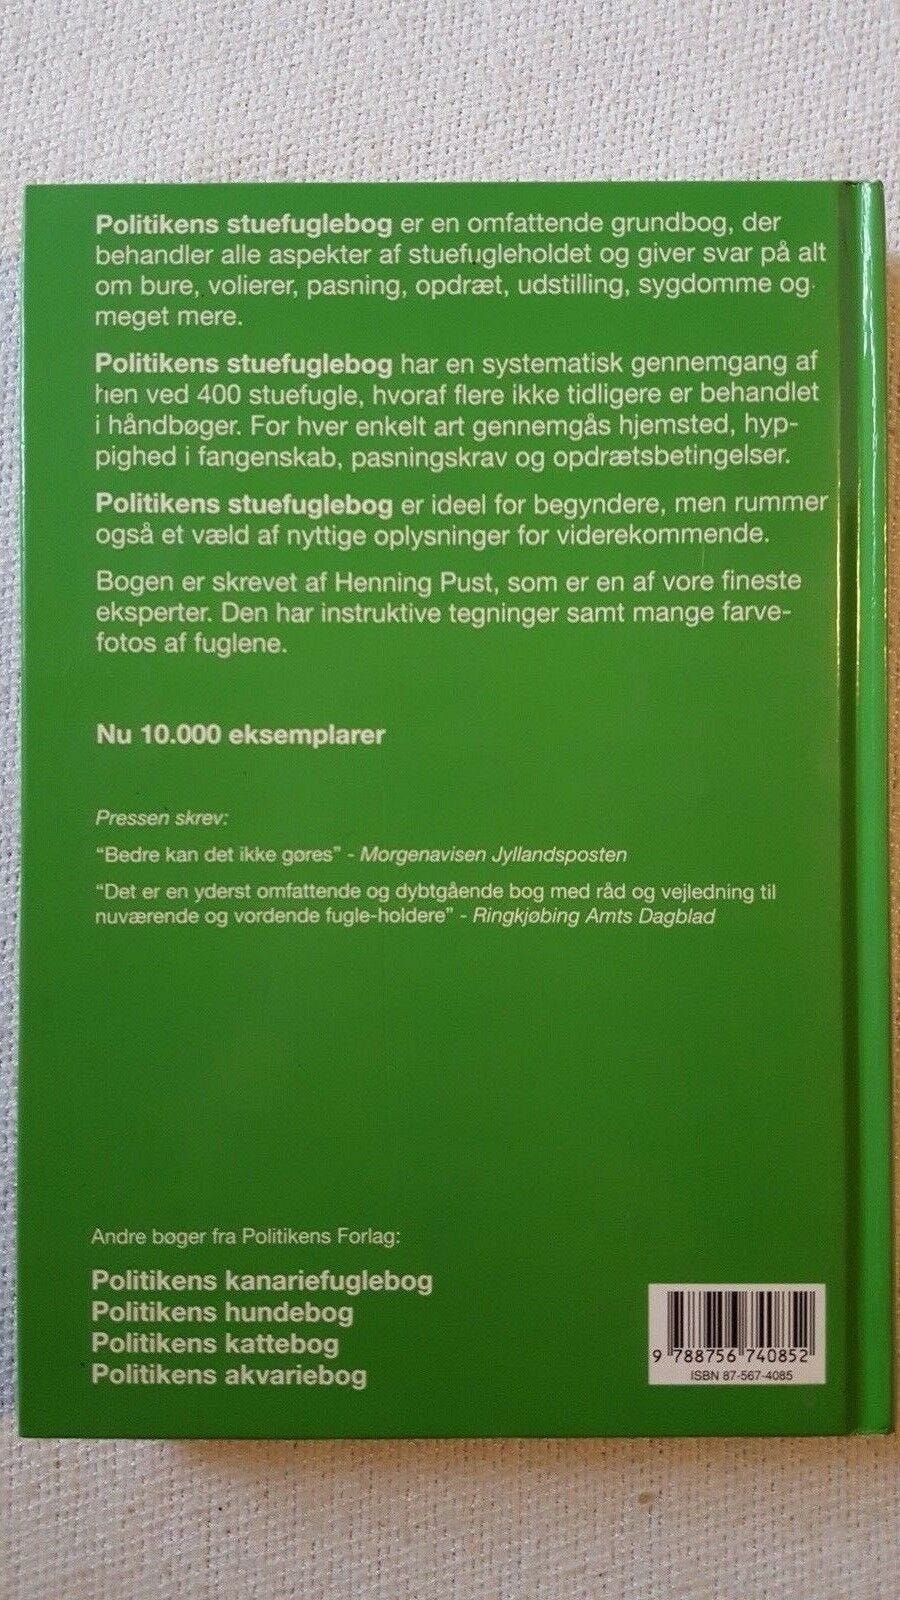 Politikens stuefuglebog er en omfattende grundbog, der
behandler alle aspekter af stuefugleholdet og giver svar på alt
om bure, volierer, pasning, opdræt, udstilling, sygdomme og
meget mere.
Politikens stuefuglebog har en systematisk gennemgang af
hen ved 400 stuefugle, hvoraf flere ikke tidligere er behandlet
i håndbøger. For hver enkelt art gennemgås hjemsted, hyp-
pighed i fangenskab, pasningskrav og opdrætsbetingelser.
Politikens stuefuglebog er ideel for begyndere, men rummer
også et væld af nyttige oplysninger for viderekommende.
Bogen er skrevet af Henning Pust, som er en af vore fineste
eksperter. Den har instruktive tegninger samt mange farve-
fotos af fuglene.
Nu 10.000 eksemplarer
Pressen skrev:
"Bedre kan det ikke gøres" - Morgenavisen Jyllandsposten
"Det er en yderst omfattende og dybtgående bog med råd og vejledning til
nuværende og vordende fugle-holdere" - Ringkjøbing Amts Dagblad
Andre bøger fra Politikens Forlag:
Politikens kanariefuglebog
Politikens hundebog
Politikens kattebog
Politikens akvariebog
9 788756 740852
ISBN 87-567-4085